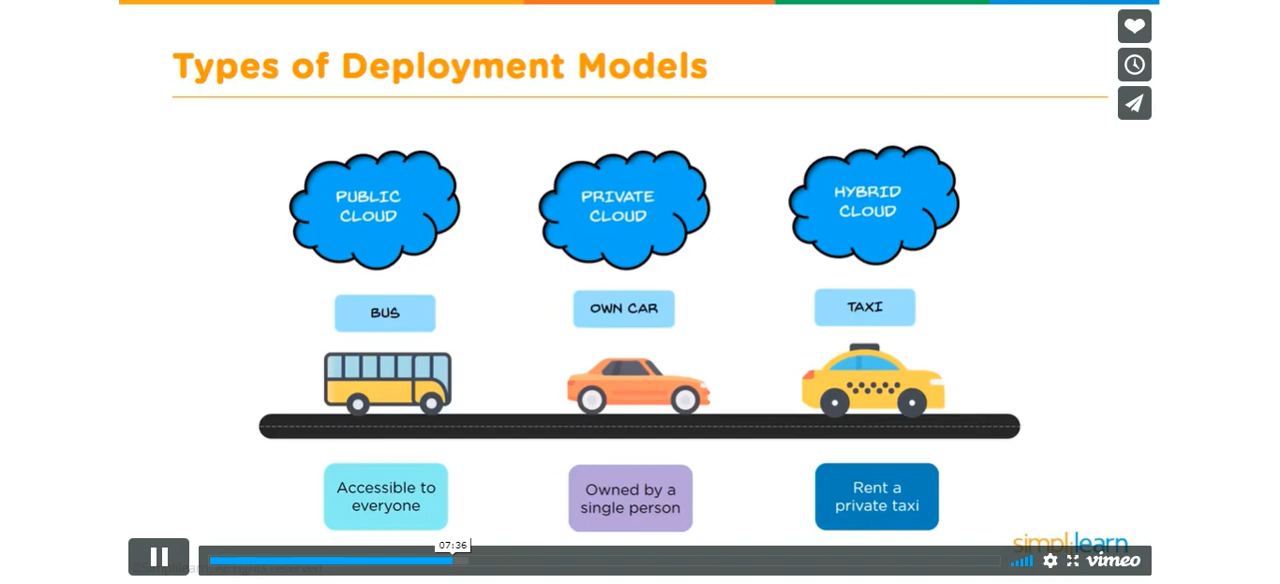 Types of Deployment Models
PUBLIC
CLOUD
PRIVATE
CLOUD
HYBRID
CLOUD
BUS
OWN CAR
TAXI
Accessible to
everyone
Owned by a
single person
Rent a
private taxi
simplilearn
07:36
vimeo